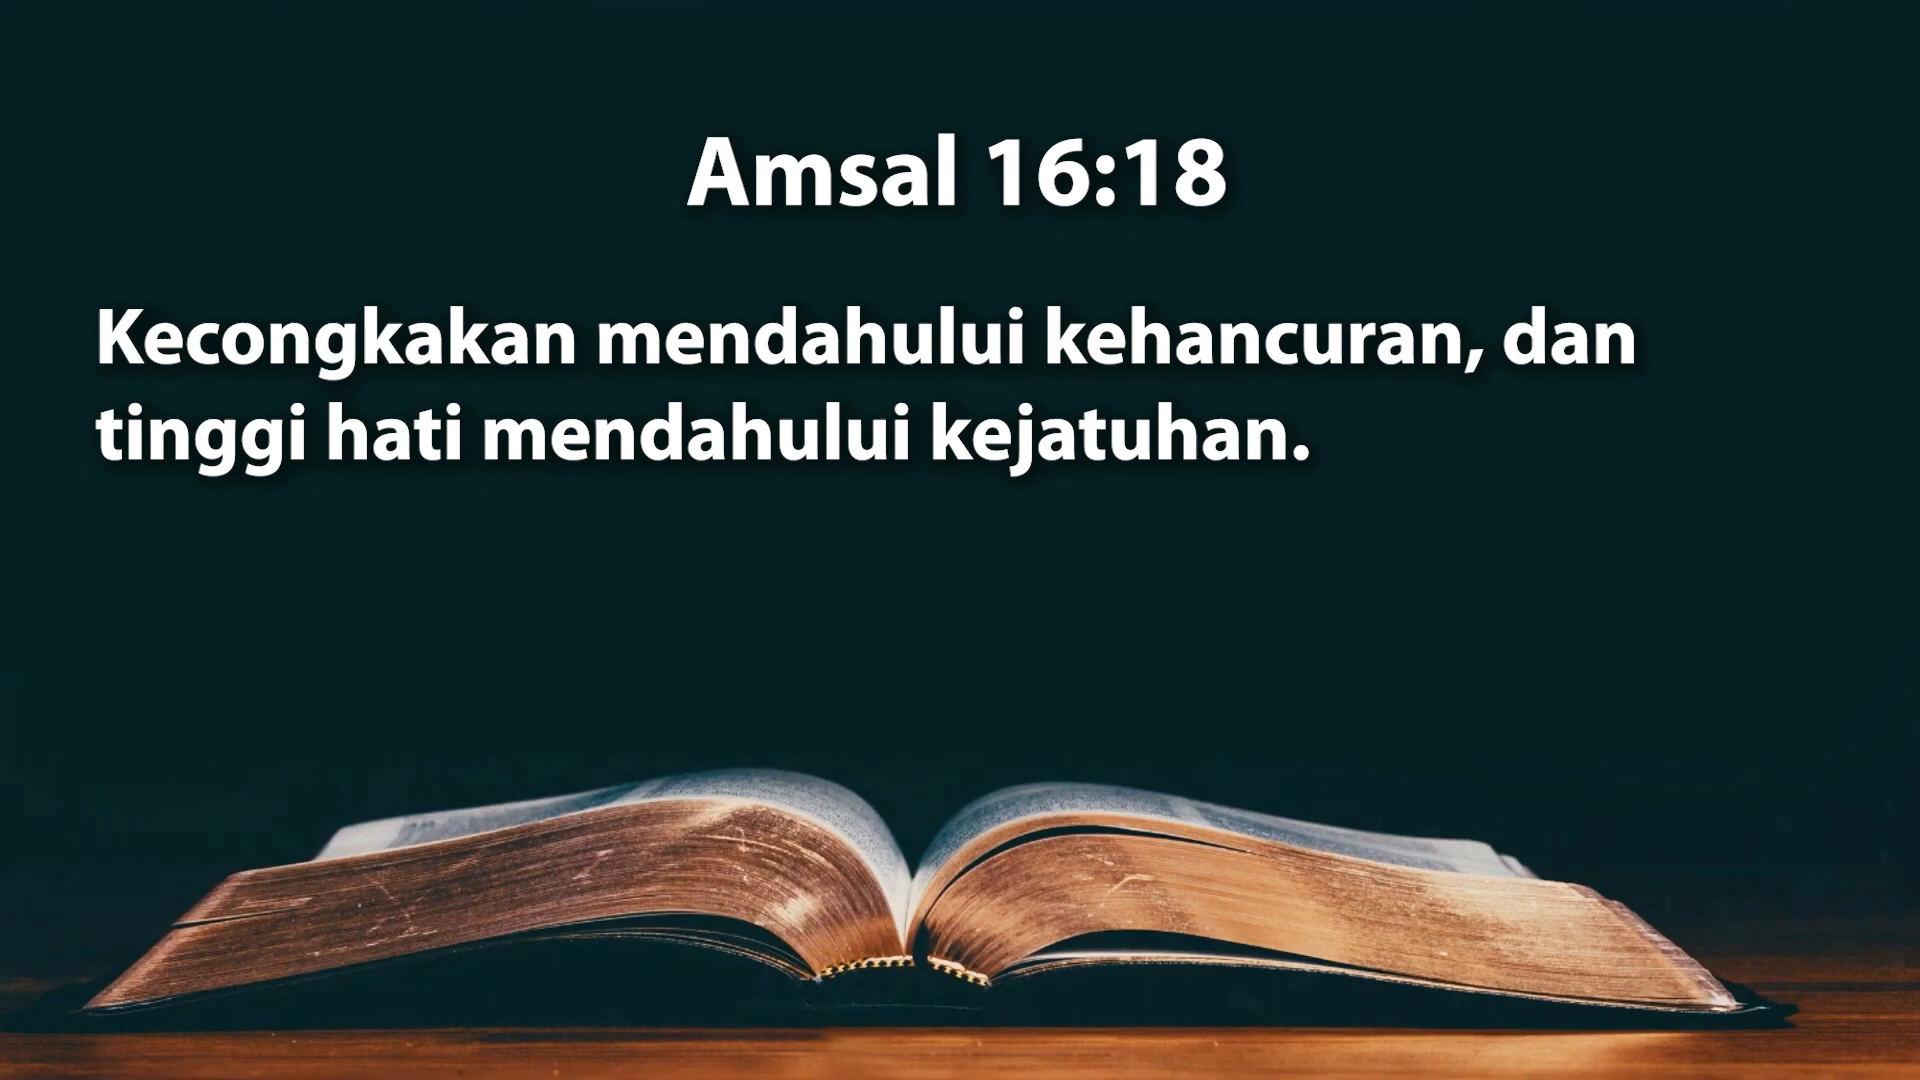 Amsal 16:18
Kecongkakan mendahului kehancuran, dan
tinggi hati mendahului kejatuhan.